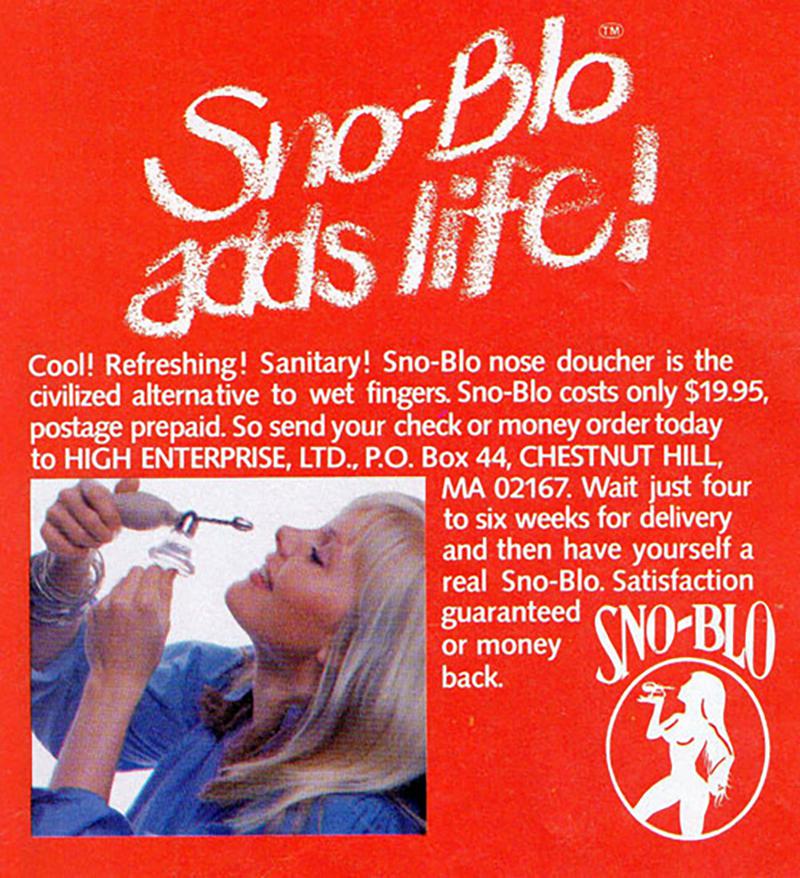 Sno-Blo™
adds life!
Cool! Refreshing! Sanitary! Sno-Blo nose doucher is the
civilized alternative to wet fingers. Sno-Blo costs only $19.95,
postage prepaid. So send your check or money order today
to HIGH ENTERPRISE, LTD., P.O. Box 44, CHESTNUT HILL,
MA 02167. Wait just four
to six weeks for delivery
and then have yourself a
real Sno-Blo. Satisfaction
guaranteed
or money
back.
SNO-BLO